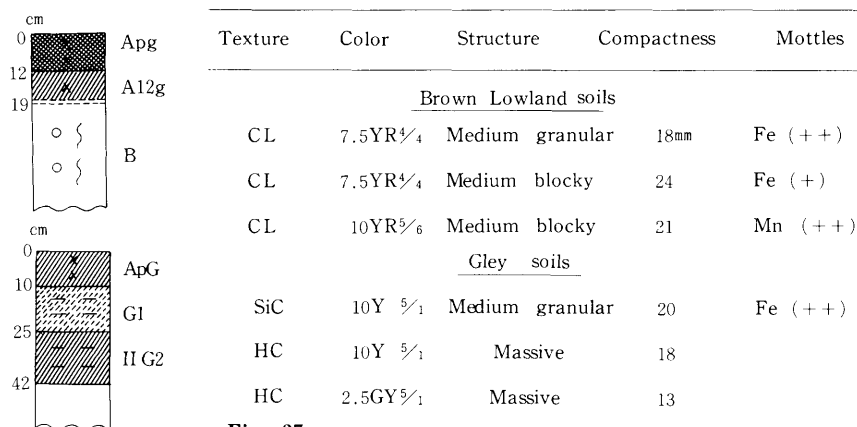 Texture Color Structure Compactness Mottles
Brown Lowland soils
CL 7.5YR4/4 Medium granular 18mm Fe (++)
CL 7.5YR4/4 Medium blocky 24 Fe (+)
CL 10YR5/6 Medium blocky 21 Mn (++)
Gley soils
SiC 10Y 5/1 Medium granular 20 Fe (++)
HC 10Y 5/1 Massive 18
HC 2.5GY5/1 Massive 13
cm
0 Apg
12 A12g
19
B
cm
0 ApG
10 G1
25 II G2
42